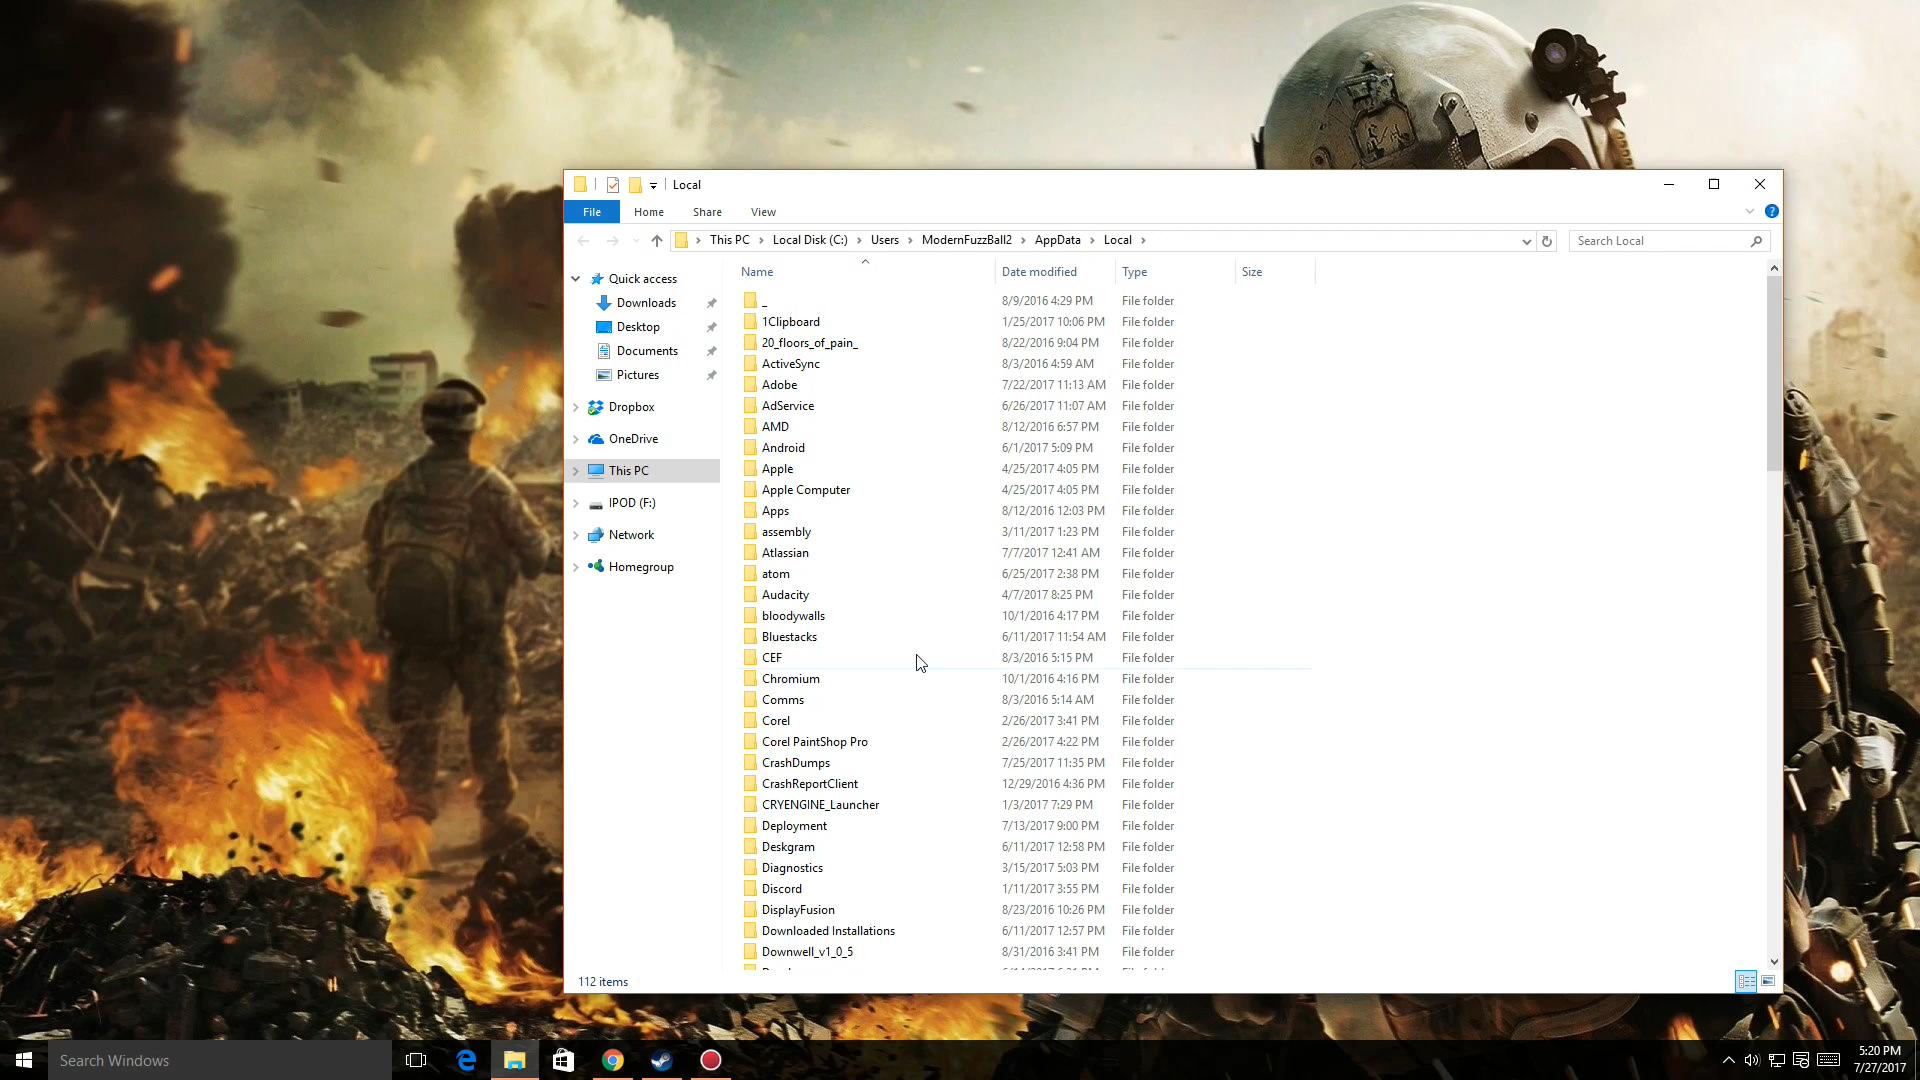 Local
File Home Share View
This PC Local Disk (C:) Users ModernFuzzBall2 AppData Local
Search Local
Quick access
Downloads
Desktop
Documents
Pictures
Dropbox
OneDrive
This PC
IPOD (F:)
Network
Homegroup
Name Date modified Type Size
_ 8/9/2016 4:29 PM File folder
1Clipboard 1/25/2017 10:06 PM File folder
20_floors_of_pain_ 8/22/2016 9:04 PM File folder
ActiveSync 8/3/2016 4:59 AM File folder
Adobe 7/22/2017 11:13 AM File folder
AdService 6/26/2017 11:07 AM File folder
AMD 8/12/2016 6:57 PM File folder
Android 6/1/2017 5:09 PM File folder
Apple 4/25/2017 4:05 PM File folder
Apple Computer 4/25/2017 4:05 PM File folder
Apps 8/12/2016 12:03 PM File folder
assembly 3/11/2017 1:23 PM File folder
Atlassian 7/7/2017 12:41 AM File folder
atom 6/25/2017 2:38 PM File folder
Audacity 4/7/2017 8:25 PM File folder
bloodywalls 10/1/2016 4:17 PM File folder
Bluestacks 6/11/2017 11:54 AM File folder
CEF 8/3/2016 5:15 PM File folder
Chromium 10/1/2016 4:16 PM File folder
Comms 8/3/2016 5:14 AM File folder
Corel 2/26/2017 3:41 PM File folder
Corel PaintShop Pro 2/26/2017 4:22 PM File folder
CrashDumps 7/25/2017 11:35 PM File folder
CrashReportClient 12/29/2016 4:36 PM File folder
CRYENGINE_Launcher 1/3/2017 7:29 PM File folder
Deployment 7/13/2017 9:00 PM File folder
Deskgram 6/11/2017 12:58 PM File folder
Diagnostics 3/15/2017 5:03 PM File folder
Discord 1/11/2017 3:55 PM File folder
DisplayFusion 8/23/2016 10:26 PM File folder
Downloaded Installations 6/11/2017 12:57 PM File folder
Downwell_v1_0_5 8/31/2016 3:41 PM File folder
112 items
Search Windows
5:20 PM
7/27/2017